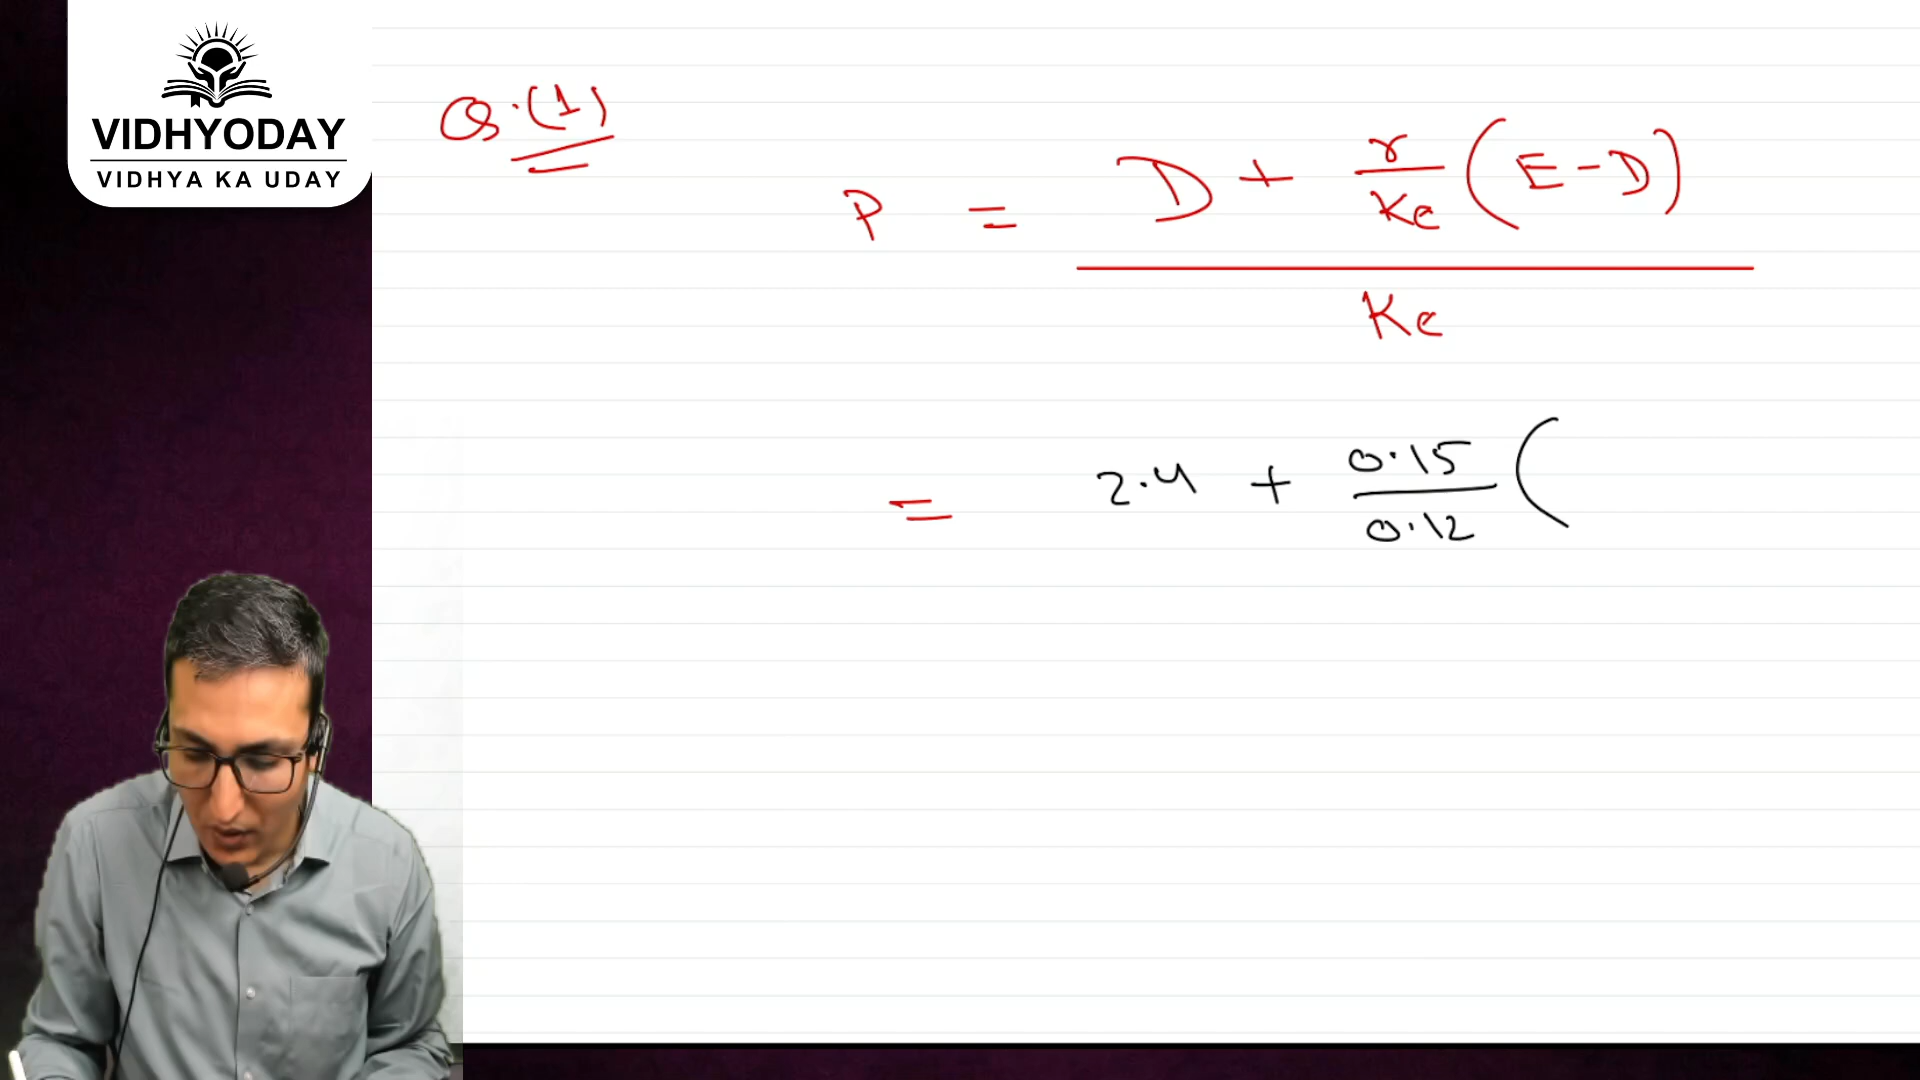 VIDHYODAY
VIDHYA KA UDAY
Q.(1)
P = D + r/Ke (E - D)
Ke
= 2.4 + 0.15/0.12 (